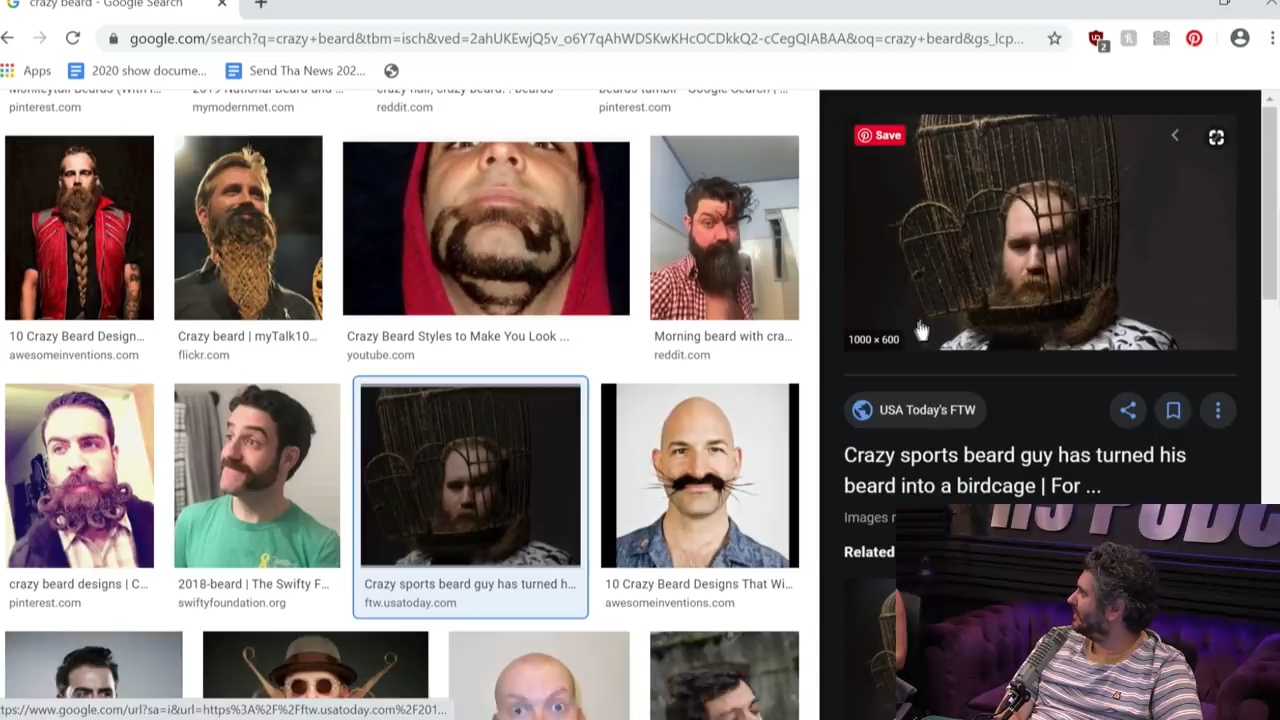 crazy beard - Google Search
google.com/search?q=crazy+beard&tbm=isch&ved=2ahUKEwjQ5v_o6Y7qAhWDSKwKHcOCDkkQ2-cCegQIABAA&oq=crazy+beard&gs_lcp...
2
Apps
2020 show docume...
Send Tha News 202...
pinterest.com
mymodernmet.com
reddit.com
pinterest.com
10 Crazy Beard Design...
awesomeinventions.com
Crazy beard | myTalk10...
flickr.com
Crazy Beard Styles to Make You Look ...
youtube.com
Morning beard with cra...
reddit.com
crazy beard designs | C...
pinterest.com
2018-beard | The Swifty F...
swiftyfoundation.org
Crazy sports beard guy has turned h...
ftw.usatoday.com
10 Crazy Beard Designs That Wi...
awesomeinventions.com
Save
1000 × 600
USA Today's FTW
Crazy sports beard guy has turned his
beard into a birdcage | For ...
Images
Related
ttps://www.google.com/url?sa=i&url=https%3A%2F%2Fftw.usatoday.com%2F201...